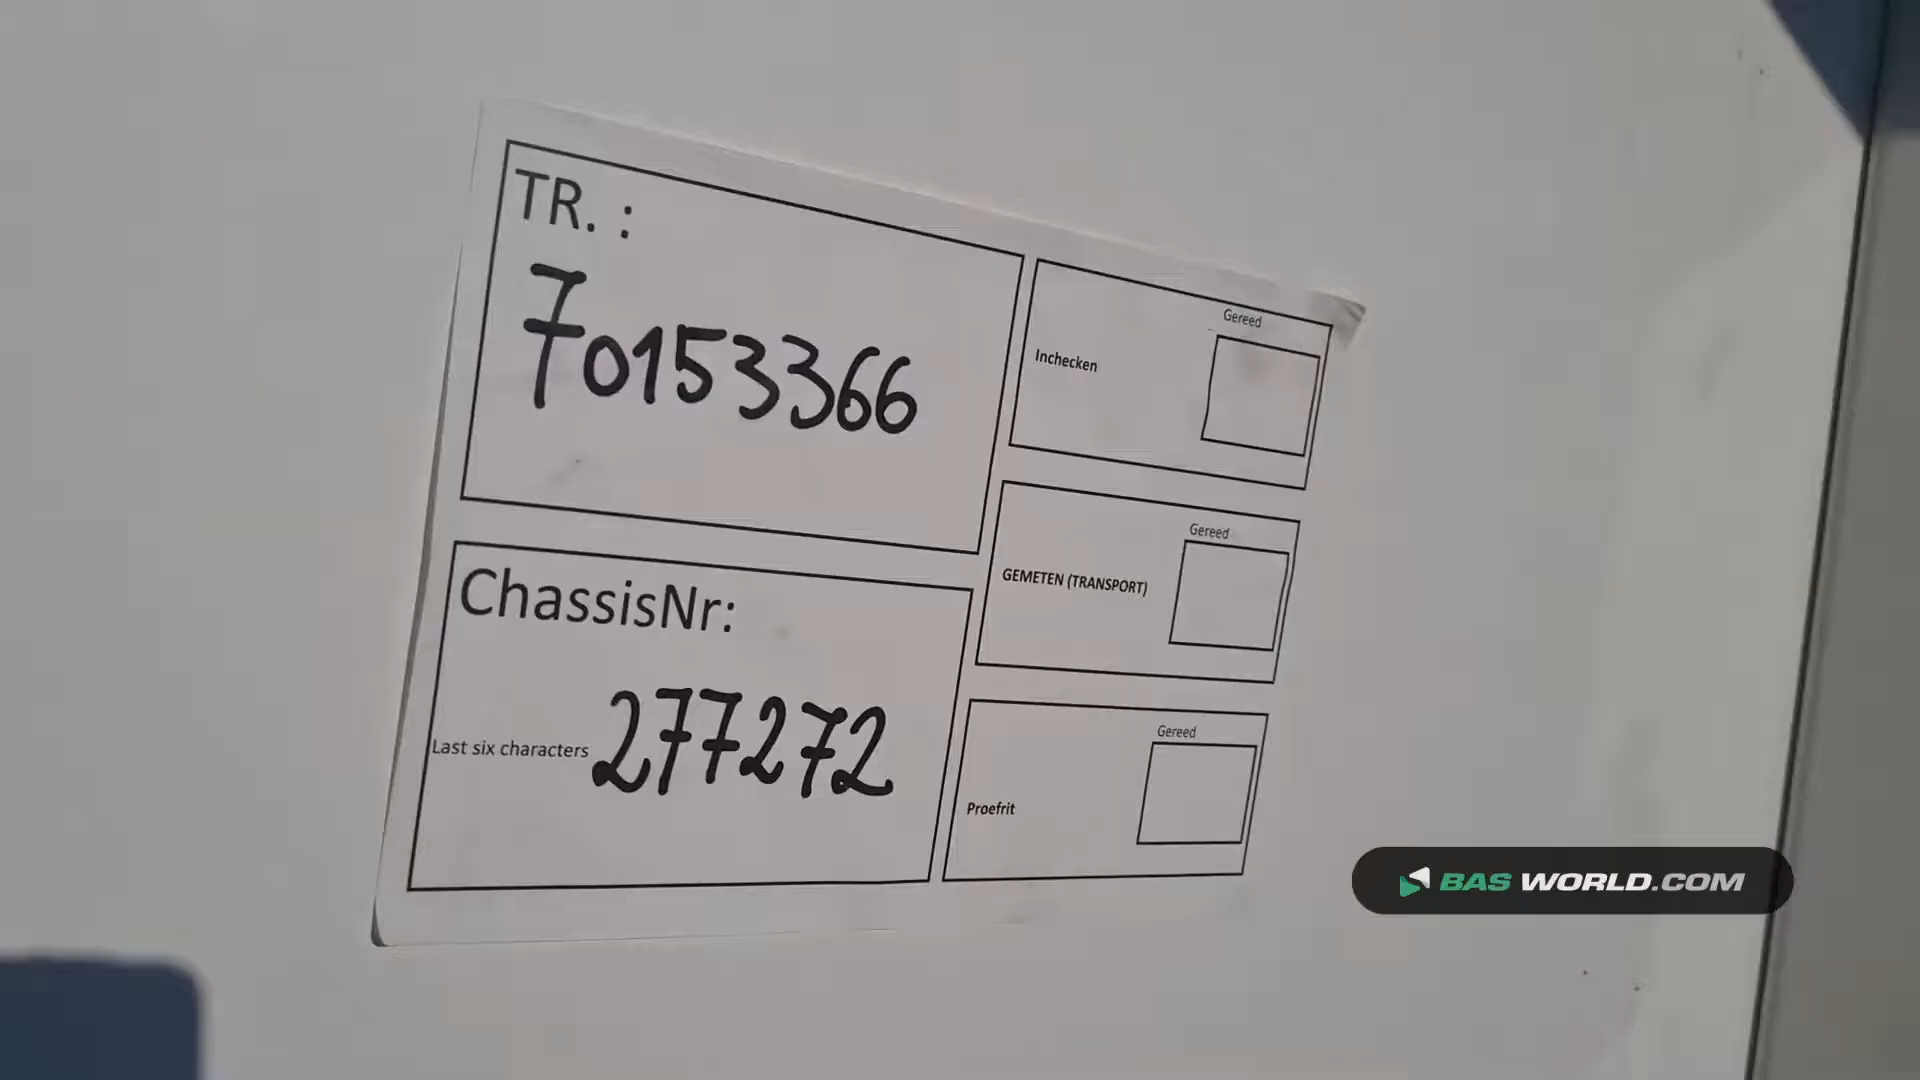 TR. :
70153366
ChassisNr:
Last six characters 277272
Gereed
Inchecken
Gereed
GEMETEN (TRANSPORT)
Gereed
Proefrit
BAS WORLD.COM